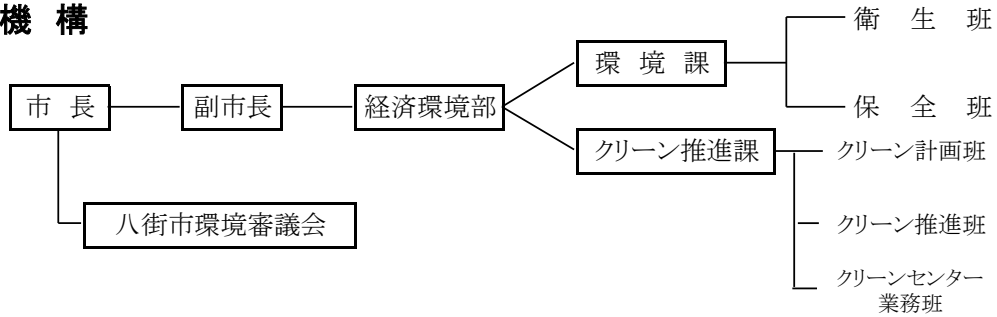 機 構
市 長
副市長
経済環境部
環 境 課
衛 生 班
保 全 班
クリーン推進課
クリーン計画班
クリーン推進班
クリーンセンター
業務班
八街市環境審議会